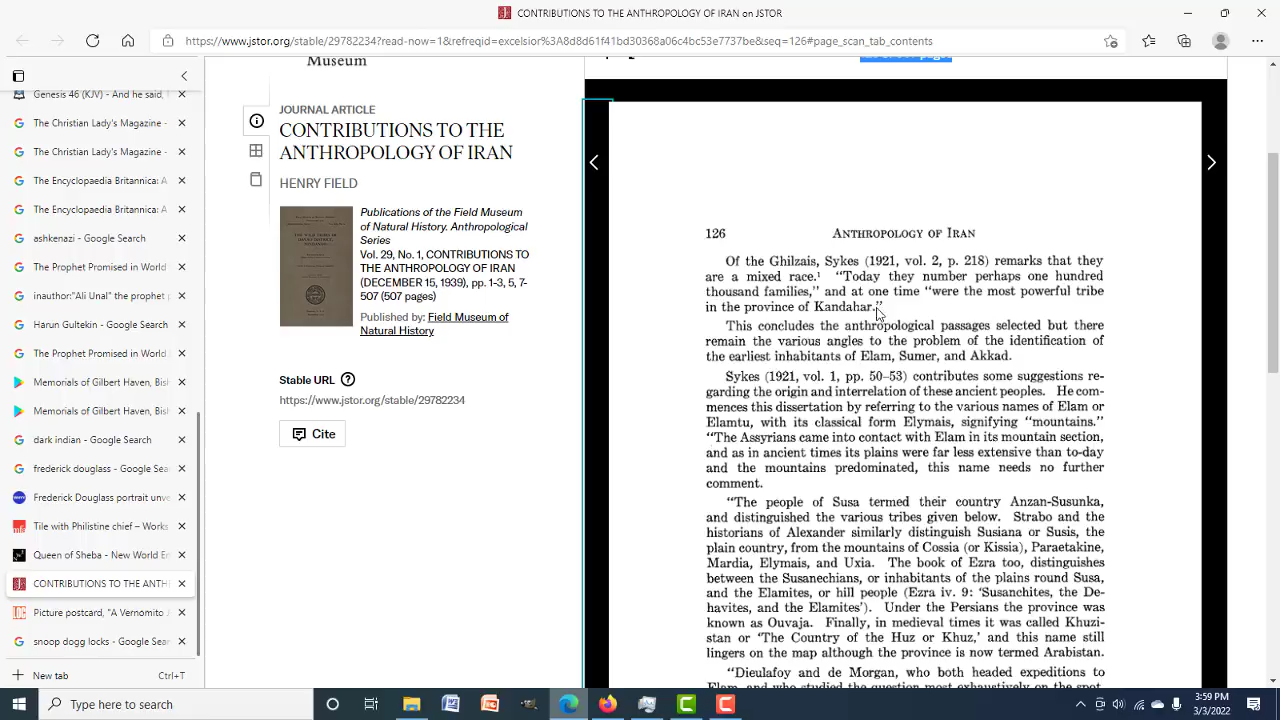 CONTRIBUTIONS TO THE ANTHROPOLOGY OF
https://www.jstor.org/stable/29782234?read-now=1&refreqid=excelsior%3A8d8d61f41bd30368a06c4bc53e7737be&seq=126#page_scan_tab_contents
Genesis 46 (KJV) - And he said,
The Christian Lady's Magazine -
The Christian Lady's Magazine -
The Encyclopaedia Britannica: A
The Encyclopaedia Britannica: A
ashkenazi - Google Search
The Prophet Promised in World
inauthor:"Ali Unal" the prophet
Harun Gultekin - Google Search
The Prophet Promised in World
Memorials of Gilbert Haven, Bish
Memorials of Gilbert Haven, Bish
dark indian - Google Search
frederick douglass - Google Sea
Frederick Douglass portrait unve
Tile with Philistine chief – Works
Queen of Sheba - New World E
CONTRIBUTIONS TO THE ANTH
Picture postcard, "A Vernonto
- Google Se
New tab
Museum
JOURNAL ARTICLE
CONTRIBUTIONS TO THE
ANTHROPOLOGY OF IRAN
HENRY FIELD
Publications of the Field Museum
of Natural History. Anthropological
Series
Vol. 29, No. 1, CONTRIBUTIONS TO
THE ANTHROPOLOGY OF IRAN
(DECEMBER 15, 1939), pp. 1-3, 5, 7-
507 (507 pages)
Published by: Field Museum of
Natural History
Stable URL
https://www.jstor.org/stable/29782234
Cite
126
ANTHROPOLOGY OF IRAN
Of the Ghilzais, Sykes (1921, vol. 2, p. 218) remarks that they
are a mixed race.¹ "Today they number perhaps one hundred
thousand families," and at one time "were the most powerful tribe
in the province of Kandahar."
This concludes the anthropological passages selected but there
remain the various angles to the problem of the identification of
the earliest inhabitants of Elam, Sumer, and Akkad.
Sykes (1921, vol. 1, pp. 50–53) contributes some suggestions re-
garding the origin and interrelation of these ancient peoples. He com-
mences this dissertation by referring to the various names of Elam or
Elamtu, with its classical form Elymais, signifying "mountains."
"The Assyrians came into contact with Elam in its mountain section,
and as in ancient times its plains were far less extensive than to-day
and the mountains predominated, this name needs no further
comment.
"The people of Susa termed their country Anzan-Susunka,
and distinguished the various tribes given below. Strabo and the
historians of Alexander similarly distinguish Susiana or Susis, the
plain country, from the mountains of Cossia (or Kissia), Paraetakine,
Mardia, Elymais, and Uxia. The book of Ezra too, distinguishes
between the Susanechians, or inhabitants of the plains round Susa,
and the Elamites, or hill people (Ezra iv. 9: 'Susanchites, the De-
havites, and the Elamites'). Under the Persians the province was
known as Ouvaja. Finally, in medieval times it was called Khuzi-
stan or 'The Country of the Huz or Khuz,' and this name still
lingers on the map although the province is now termed Arabistan.
"Dieulafoy and de Morgan, who both headed expeditions to
Elam, and who studied the question most exhaustively on the spot,
Type here to search
3:59 PM
3/3/2022